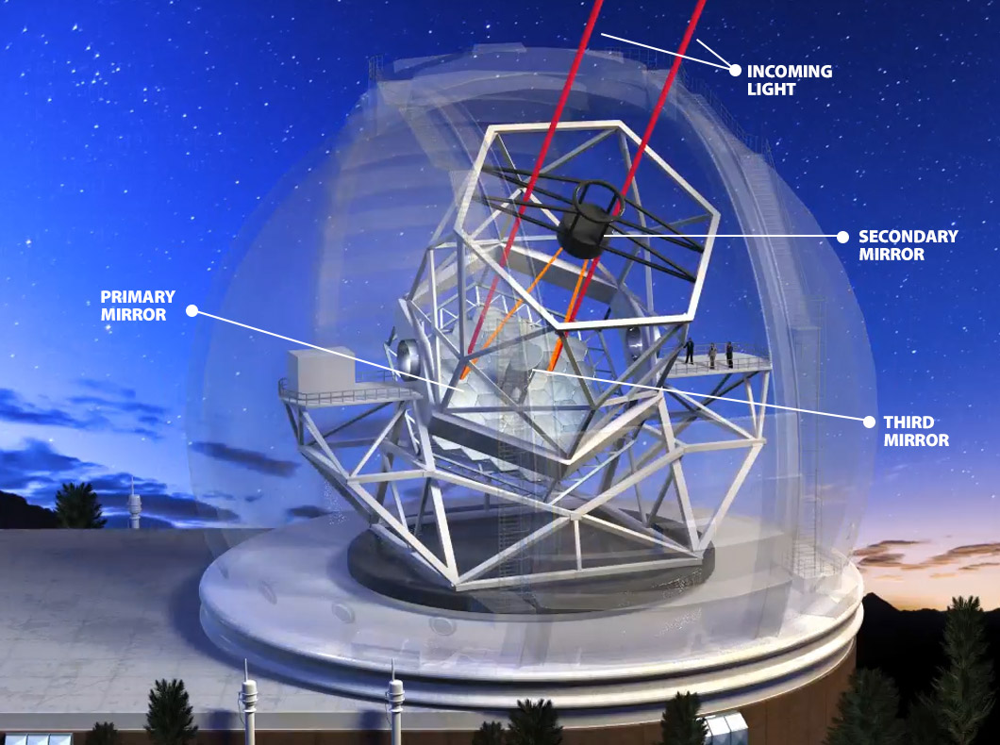 INCOMING
LIGHT
SECONDARY
MIRROR
PRIMARY
MIRROR
THIRD
MIRROR